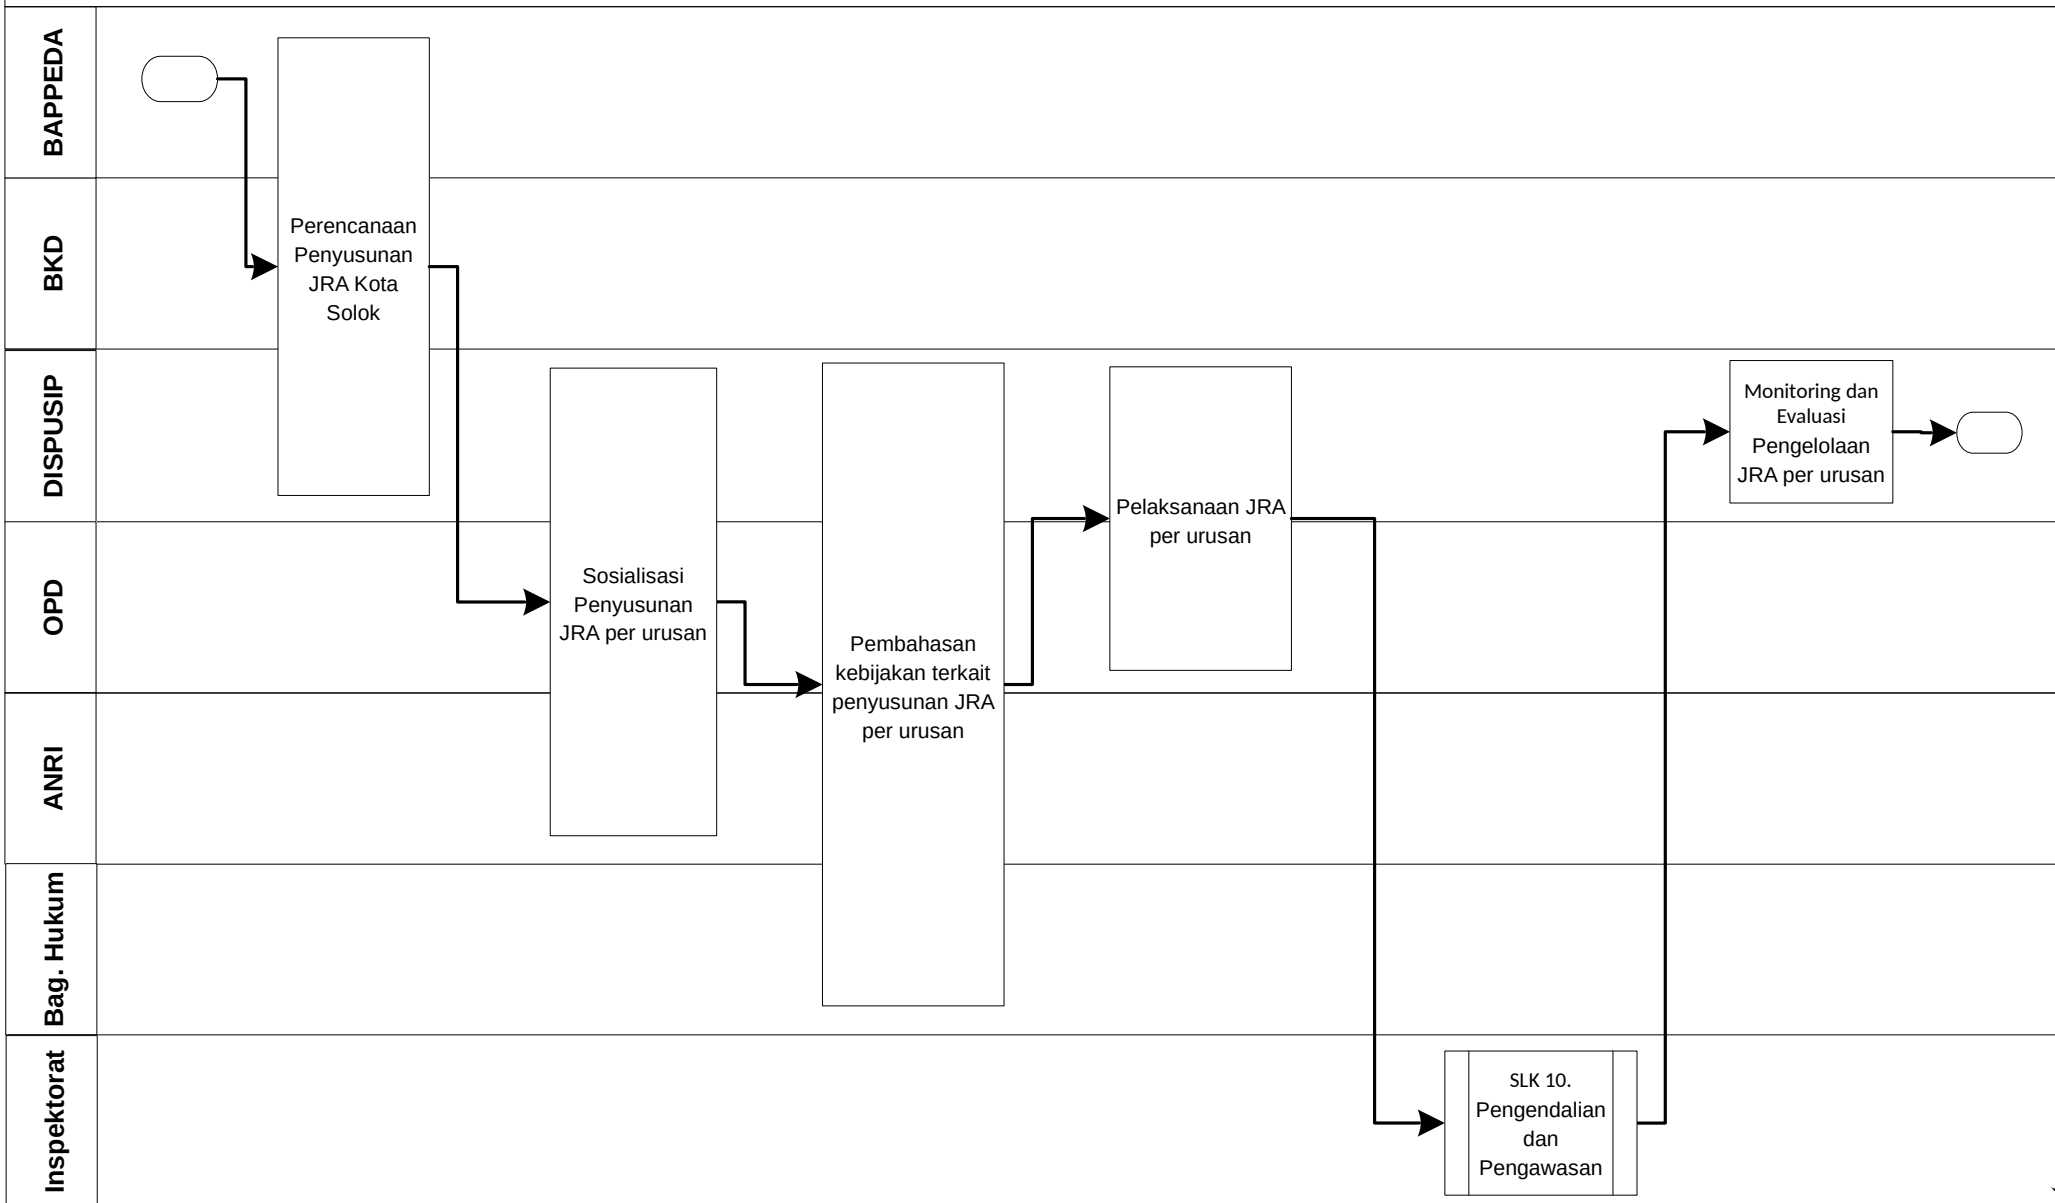 BAPPEDA
BKD
DISPUSIP
OPD
ANRI
Bag. Hukum
Inspektorat
Perencanaan
Penyusunan
JRA Kota
Solok
Sosialisasi
Penyusunan
JRA per urusan
Pembahasan
kebijakan terkait
penyusunan JRA
per urusan
Pelaksanaan JRA
per urusan
SLK 10.
Pengendalian
dan
Pengawasan
Monitoring dan
Evaluasi
Pengelolaan
JRA per urusan